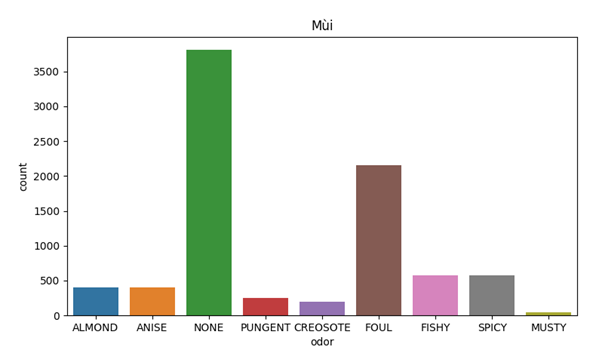 Mùi
count
3500
3000
2500
2000
1500
1000
500
0
ALMOND ANISE NONE PUNGENT CREOSOTE FOUL FISHY SPICY MUSTY
odor